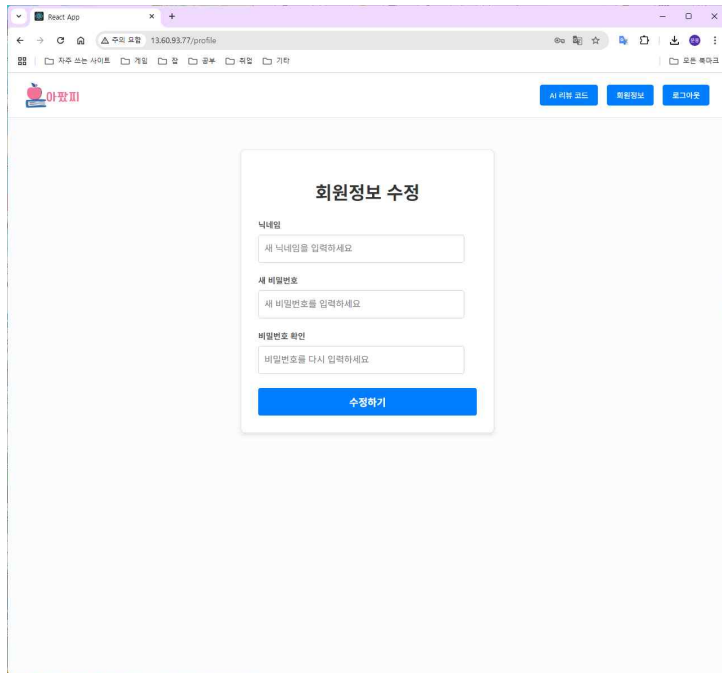 React App
주의 요함 13.60.93.77/profile
자주 쓰는 사이트 게임 잡 공부 취업 기타 모든 북마크
아팠피
AI 리뷰 코드 회원정보 로그아웃
회원정보 수정
닉네임
새 닉네임을 입력하세요
새 비밀번호
새 비밀번호를 입력하세요
비밀번호 확인
비밀번호를 다시 입력하세요
수정하기